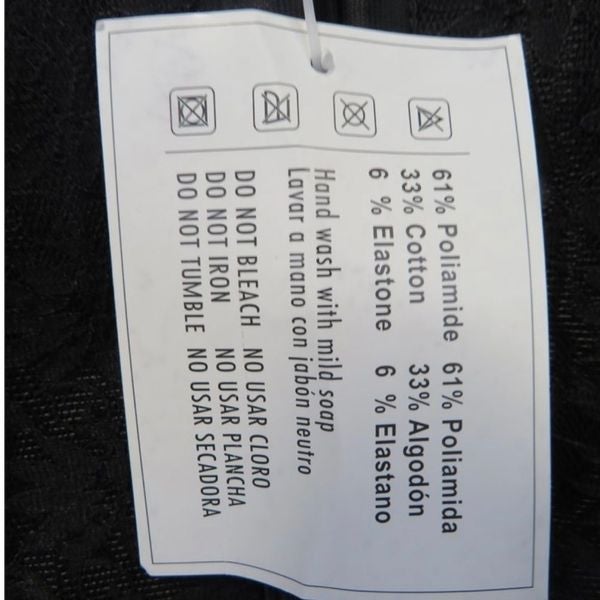 61% Poliamide 61% Poliamida
33% Cotton 33% Algodón
6 % Elastone 6 % Elastano
Hand wash with mild soap
Lavar a mano con jabón neutro
DO NOT BLEACH NO USAR CLORO
DO NOT IRON NO USAR PLANCHA
DO NOT TUMBLE NO USAR SECADORA